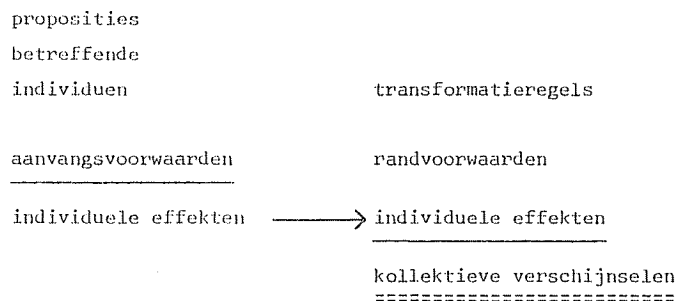 proposities
betreffende
individuen transformatieregels
aanvangsvoorwaarden randvoorwaarden
individuele effekten individuele effekten
kollektieve verschijnselen